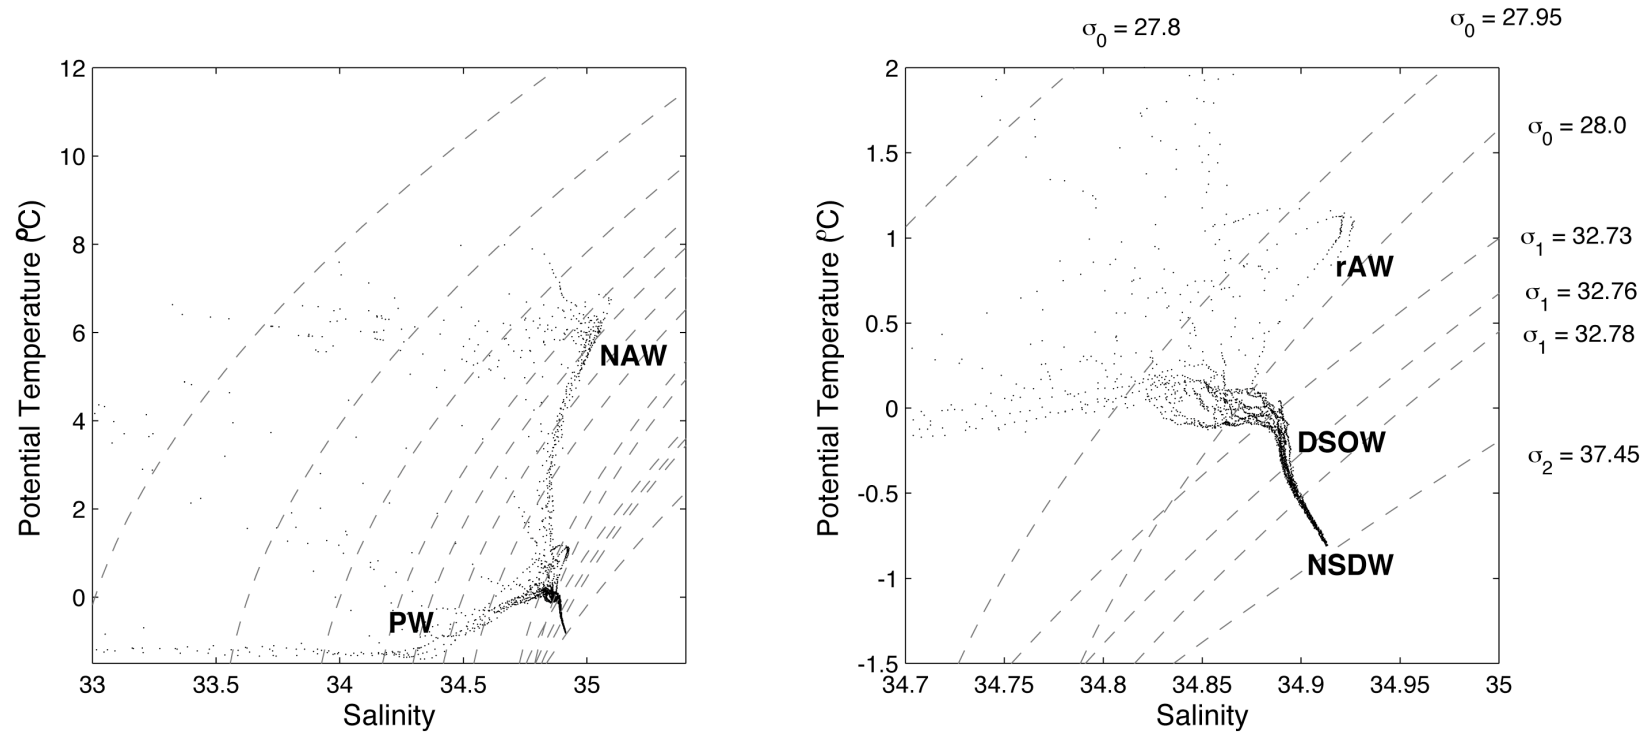 σ0 = 27.8
σ0 = 27.95
12
10
8
6
4
2
0
Potential Temperature (ºC)
33
33.5
34
34.5
35
Salinity
NAW
PW
2
1.5
1
0.5
0
-0.5
-1
-1.5
Potential Temperature (ºC)
34.7
34.75
34.8
34.85
34.9
34.95
35
Salinity
rAW
DSOW
NSDW
σ0 = 28.0
σ1 = 32.73
σ1 = 32.76
σ1 = 32.78
σ2 = 37.45